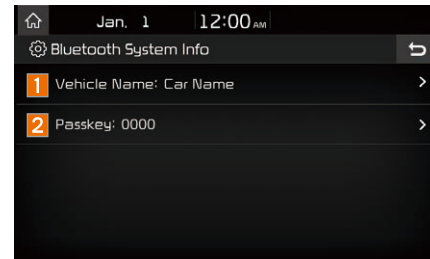 Jan. 1 12:00 AM
Bluetooth System Info
1 Vehicle Name: Car Name
2 Passkey: 0000